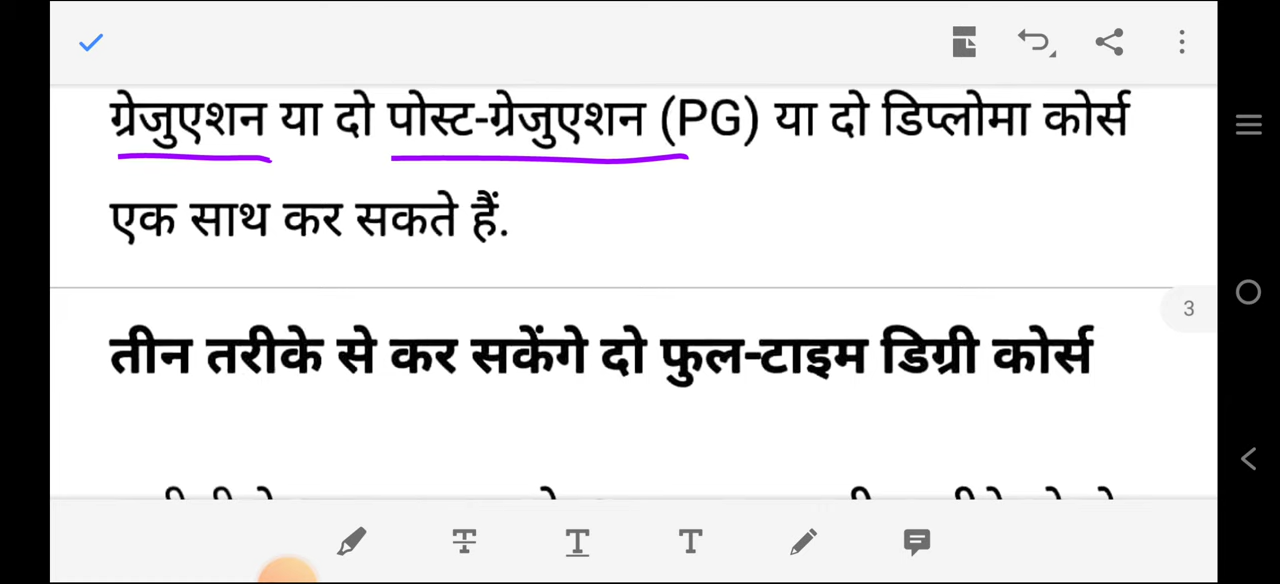 ग्रेजुएशन या दो पोस्ट-ग्रेजुएशन (PG) या दो डिप्लोमा कोर्स
एक साथ कर सकते हैं.
3
तीन तरीके से कर सकेंगे दो फुल-टाइम डिग्री कोर्स